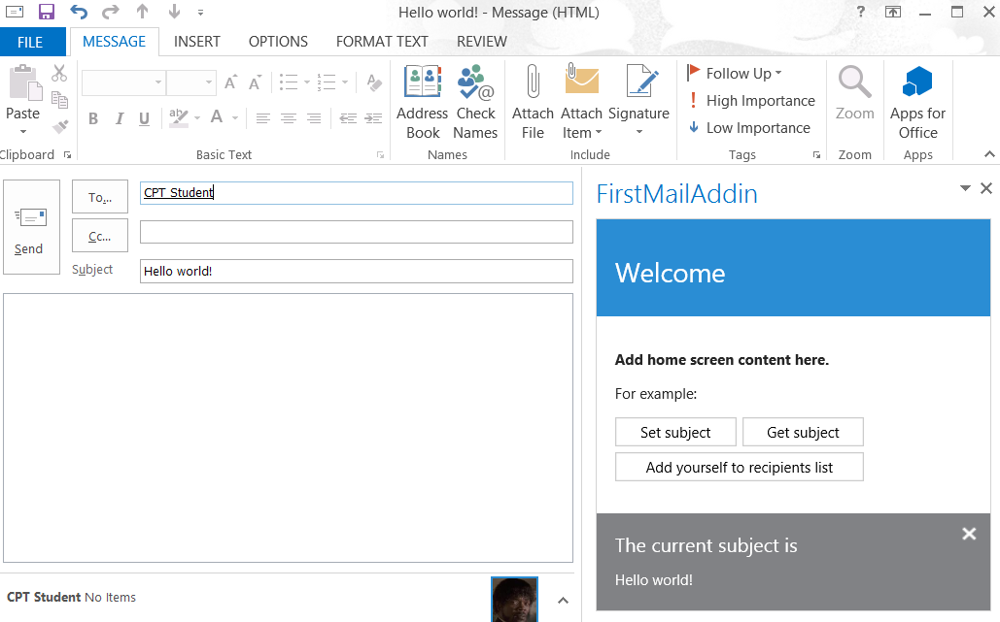 Hello world! - Message (HTML)
?
FILE MESSAGE INSERT OPTIONS FORMAT TEXT REVIEW
Paste
Clipboard
B I U ab A
Basic Text
Address Book
Check Names
Names
Attach File
Attach Item
Signature
Include
Follow Up
High Importance
Low Importance
Tags
Zoom
Zoom
Apps for Office
Apps
Send
To...
CPT Student
Cc...
Subject
Hello world!
CPT Student No Items
FirstMailAddin
Welcome
Add home screen content here.
For example:
Set subject
Get subject
Add yourself to recipients list
The current subject is
Hello world!